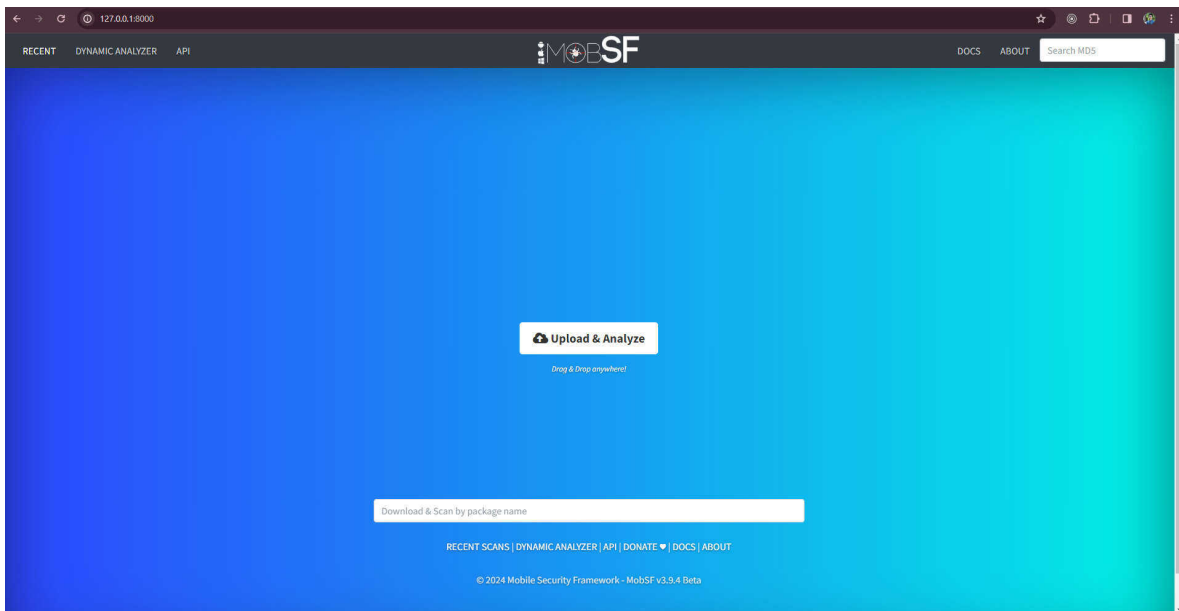 127.0.0.1:8000
RECENT DYNAMIC ANALYZER API MOBSF DOCS ABOUT Search MD5
Upload & Analyze
Drag & Drop anywhere!
Download & Scan by package name
RECENT SCANS | DYNAMIC ANALYZER | API | DONATE ♥ | DOCS | ABOUT
© 2024 Mobile Security Framework - MobSF v3.9.4 Beta